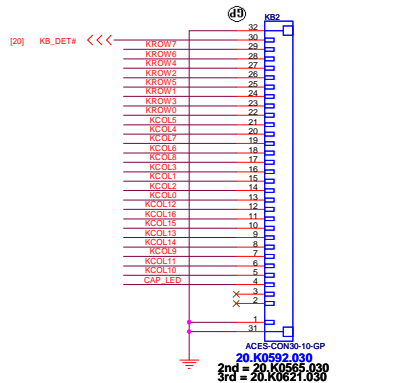 GP
KB2
32
[20] KB_DET# 30
KROW7 29
KROW6 28
KROW4 27
KROW2 26
KROW5 25
KROW1 24
KROW3 23
KROW0 22
KCOL5 21
KCOL4 20
KCOL7 19
KCOL6 18
KCOL8 17
KCOL3 16
KCOL1 15
KCOL2 14
KCOL0 13
KCOL12 12
KCOL16 11
KCOL15 10
KCOL13 9
KCOL14 8
KCOL9 7
KCOL11 6
KCOL10 5
CAP_LED 4
3
2
1
31
ACES-CON30-10-GP
20.K0592.030
2nd = 20.K0565.030
3rd = 20.K0621.030